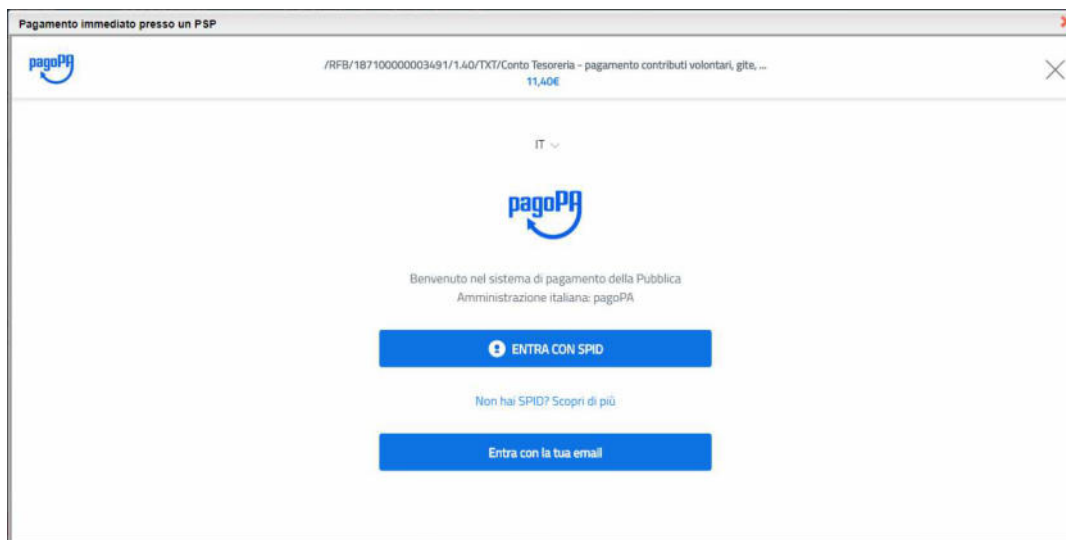 Pagamento immediato presso un PSP
pagoPA
/RFB/187100000003491/1.40/TXT/Conto Tesoreria - pagamento contributi volontari, gite, ...
11,40€
IT
pagoPA
Benvenuto nel sistema di pagamento della Pubblica
Amministrazione italiana: pagoPA
ENTRA CON SPID
Non hai SPID? Scopri di più
Entra con la tua email